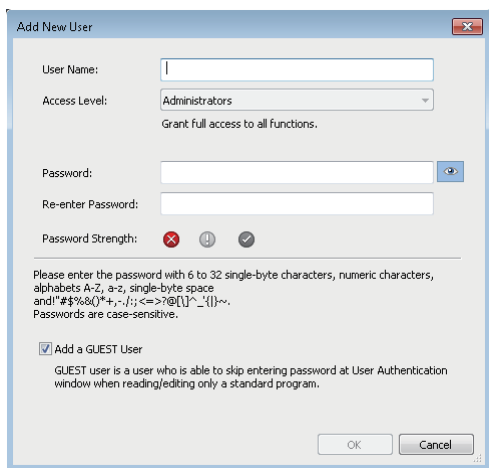 Add New User
User Name:
Access Level: Administrators
Grant full access to all functions.
Password:
Re-enter Password:
Password Strength:
Please enter the password with 6 to 32 single-byte characters, numeric characters,
alphabets A-Z, a-z, single-byte space
and!"#$%&()*+,-./:;<=>?@[\]^_'{|}~.
Passwords are case-sensitive.
Add a GUEST User
GUEST user is a user who is able to skip entering password at User Authentication
window when reading/editing only a standard program.
OK Cancel